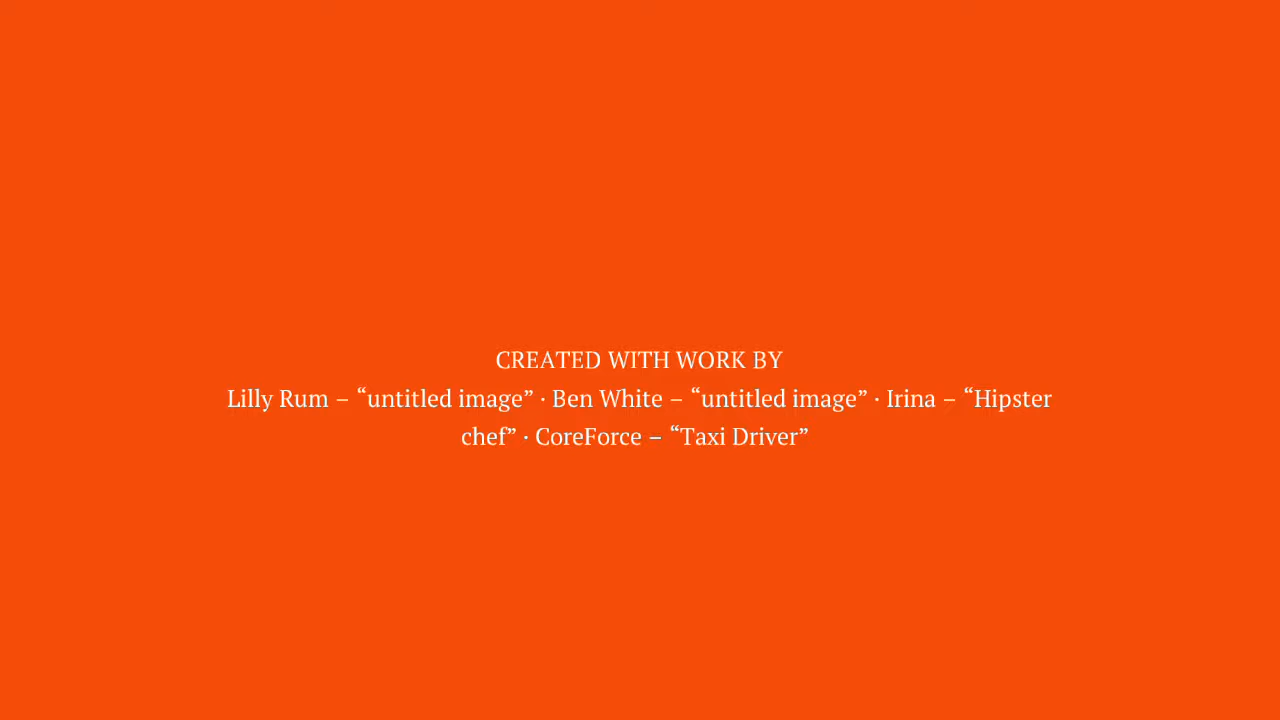 CREATED WITH WORK BY
Lilly Rum – “untitled image” · Ben White – “untitled image” · Irina – “Hipster
chef” · CoreForce – “Taxi Driver”